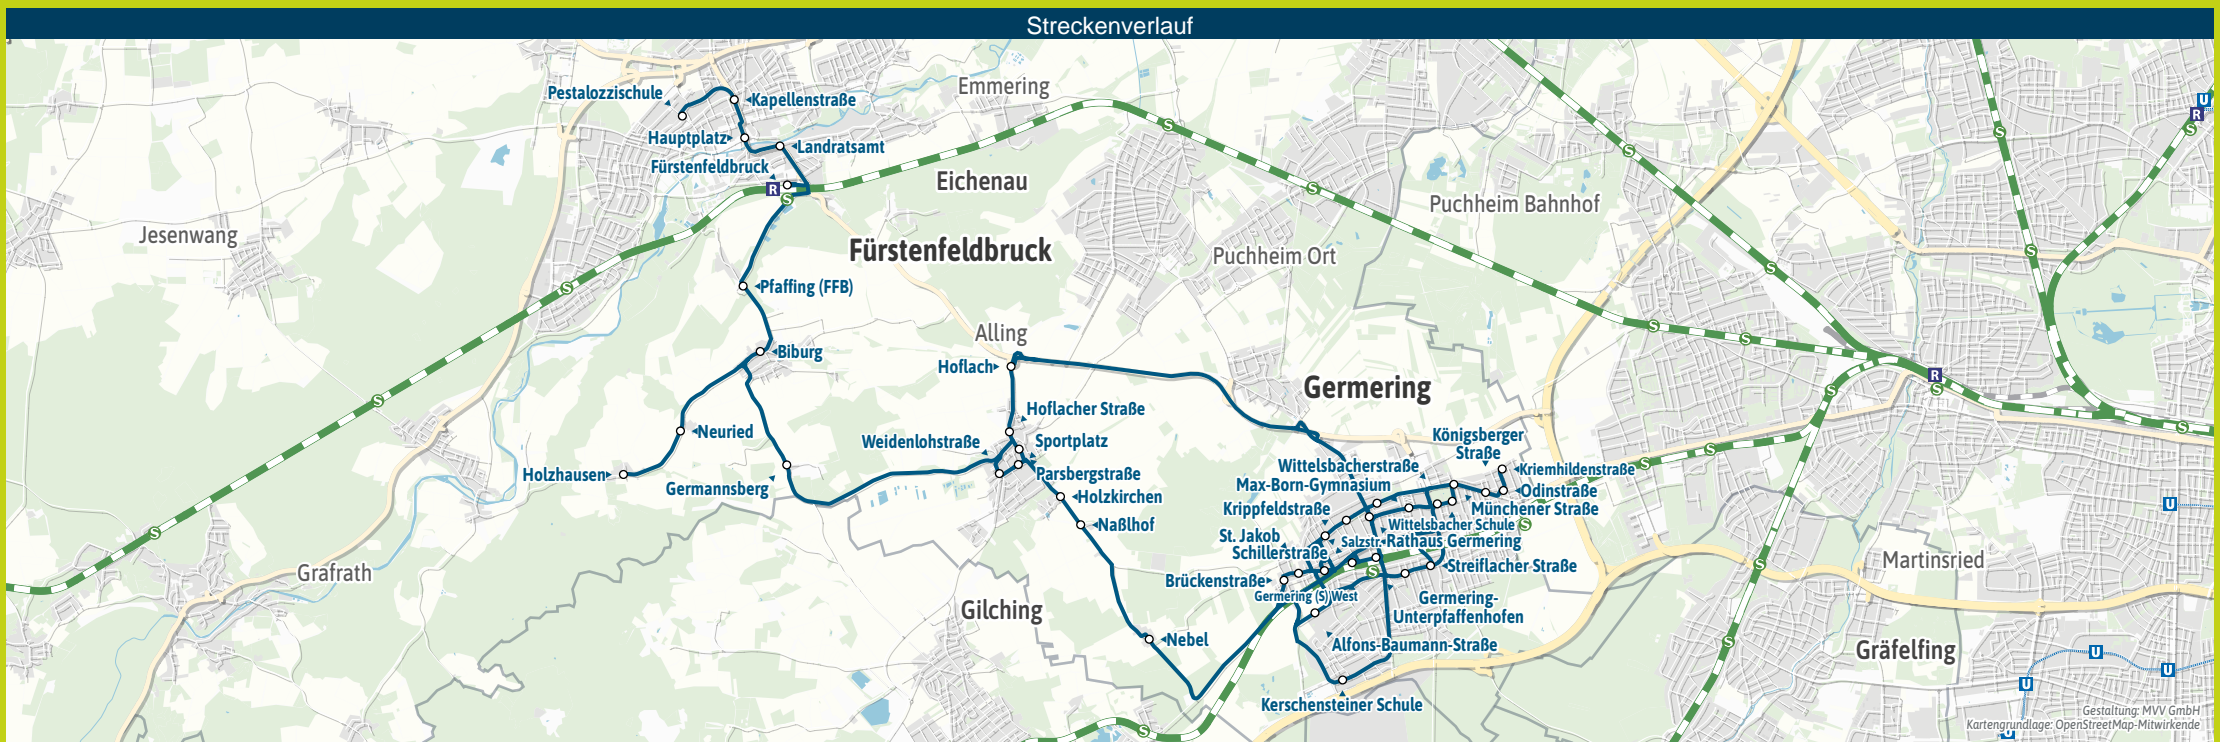 Streckenverlauf
Pestalozzischule
Kapellenstraße
Emmering
Hauptplatz
Landratsamt
Fürstenfeldbruck
R
S
Eichenau
Puchheim Bahnhof
Jesenwang
Fürstenfeldbruck
Puchheim Ort
Pfaffing (FFB)
Alling
Biburg
Hoflach
Germering
Hoflacher Straße
Neuried
Weidenlohstraße
Sportplatz
Königsberger
Straße
Holzhausen
Parsbergstraße
Wittelsbacherstraße
Kriemhildenstraße
Germannsberg
Max-Born-Gymnasium
Odinstraße
Holzkirchen
Krippfeldstraße
Münchener Straße
Naßlhof
Wittelsbacher Schule
St. Jakob
Salzstr.
Rathaus Germering
Schillerstraße
Martinsried
Grafrath
Brückenstraße
Streiflacher Straße
Germering (S) West
Germering-
Unterpfaffenhofen
Gilching
Nebel
Alfons-Baumann-Straße
Gräfelfing
Kerschensteiner Schule
U
R
S
R
S
U
U
U
U
Gestaltung: MVV GmbH
Kartengrundlage: OpenStreetMap-Mitwirkende